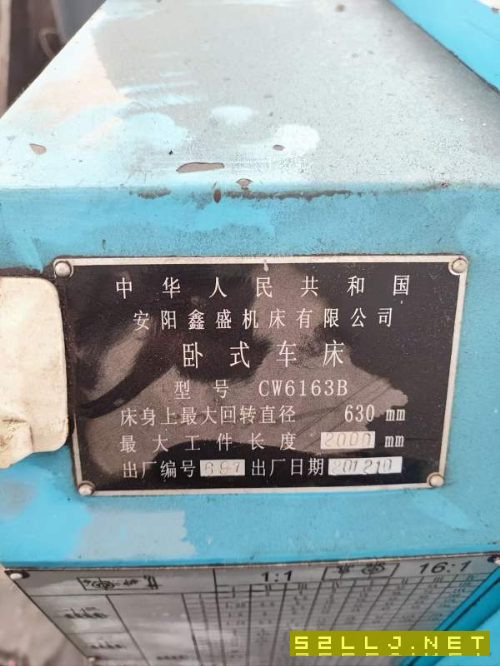 中华人民共和国
安阳鑫盛机床有限公司
卧式车床
型号 CW6163B
床身上最大回转直径 630 mm
最大工件长度 2000 mm
出厂编号 691 出厂日期 201210
1:1 16:1
52LLJ.NET